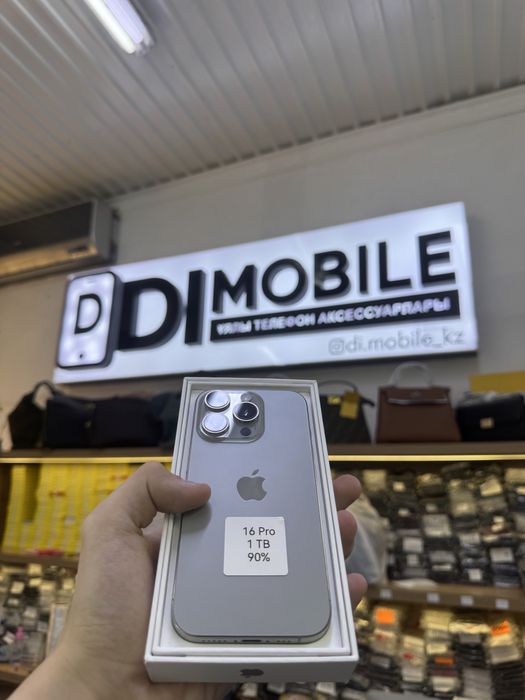 D DI MOBILE
ҰЯЛЫ ТЕЛЕФОН АКСЕССУАРЛАРЫ
@di.mobile_kz
16 Pro
1 TB
90%